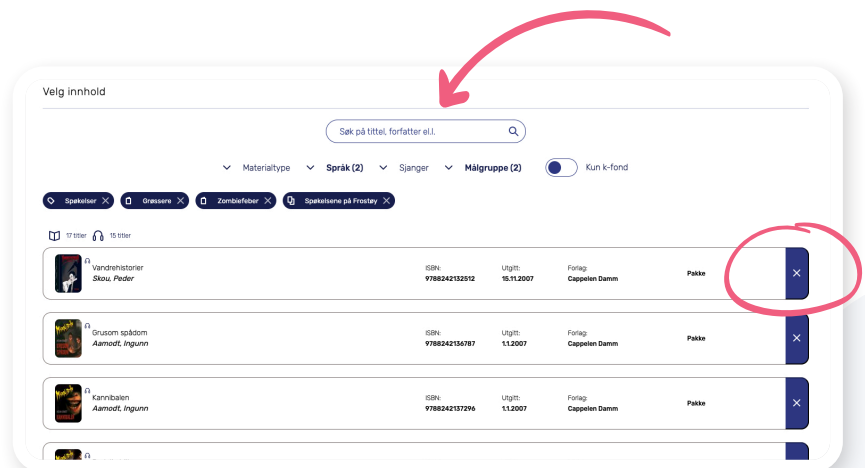 Velg innhold
Søk på tittel, forfatter el.l.
Materialtype Språk (2) Sjanger Målgruppe (2) Kun k-fond
Spøkelser Grøssere Zombiefeber Spøkelsene på Frostøy
17 titler 15 titler
Vandrehistorier ISBN: Utgitt: Forlag:
Skou, Peder 9788242132512 15.11.2007 Cappelen Damm Pakke
Grusom spådom ISBN: Utgitt: Forlag:
Aamodt, Ingunn 9788242136787 1.1.2007 Cappelen Damm Pakke
Kannibalen ISBN: Utgitt: Forlag:
Aamodt, Ingunn 9788242137296 1.1.2007 Cappelen Damm Pakke